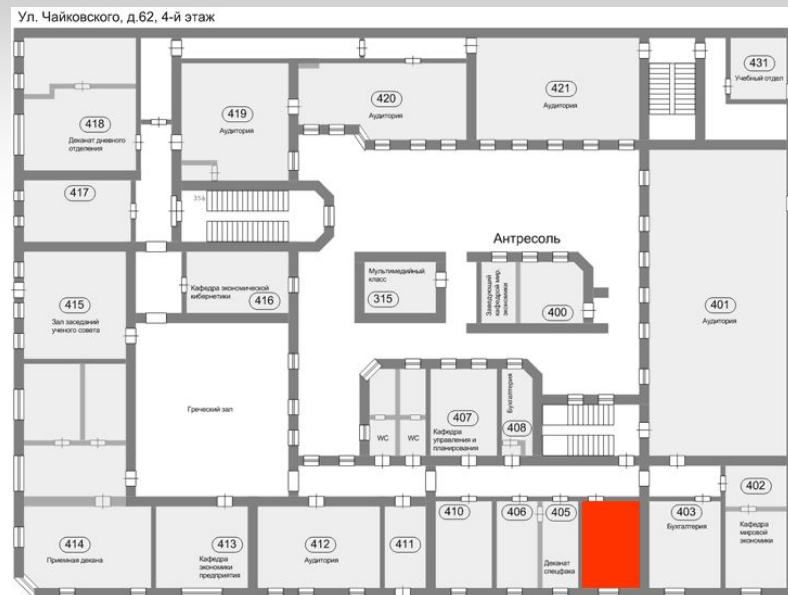 Ул. Чайковского, д.62, 4-й этаж
431
Учебный отдел
421
Аудитория
420
Аудитория
419
Аудитория
418
Деканат дневного
отделения
417
35а
Антресоль
Мультимедийный
класс
315
Заведующий
кафедрой мир.
экономики
400
401
Аудитория
415
Зал заседаний
ученого совета
Кафедра экономической
кибернетики
416
Греческий зал
WC
WC
407
Кафедра
управления и
планирования
Бухгалтерия
408
402
Кафедра
мировой
экономики
403
Бухгалтерия
405
Деканат
спецфака
406
410
411
412
Аудитория
413
Кафедра
экономики
предприятия
414
Приемная декана